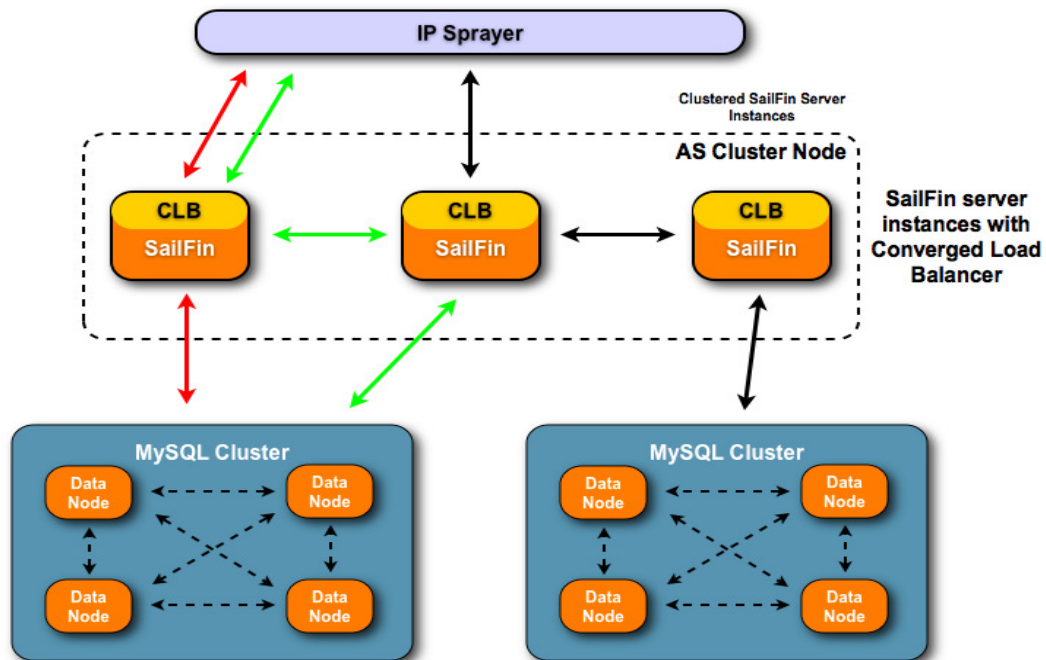 IP Sprayer
Clustered SailFin Server
Instances
AS Cluster Node
CLB
SailFin
CLB
SailFin
CLB
SailFin
SailFin server
instances with
Converged Load
Balancer
MySQL Cluster
Data
Node
Data
Node
Data
Node
Data
Node
MySQL Cluster
Data
Node
Data
Node
Data
Node
Data
Node